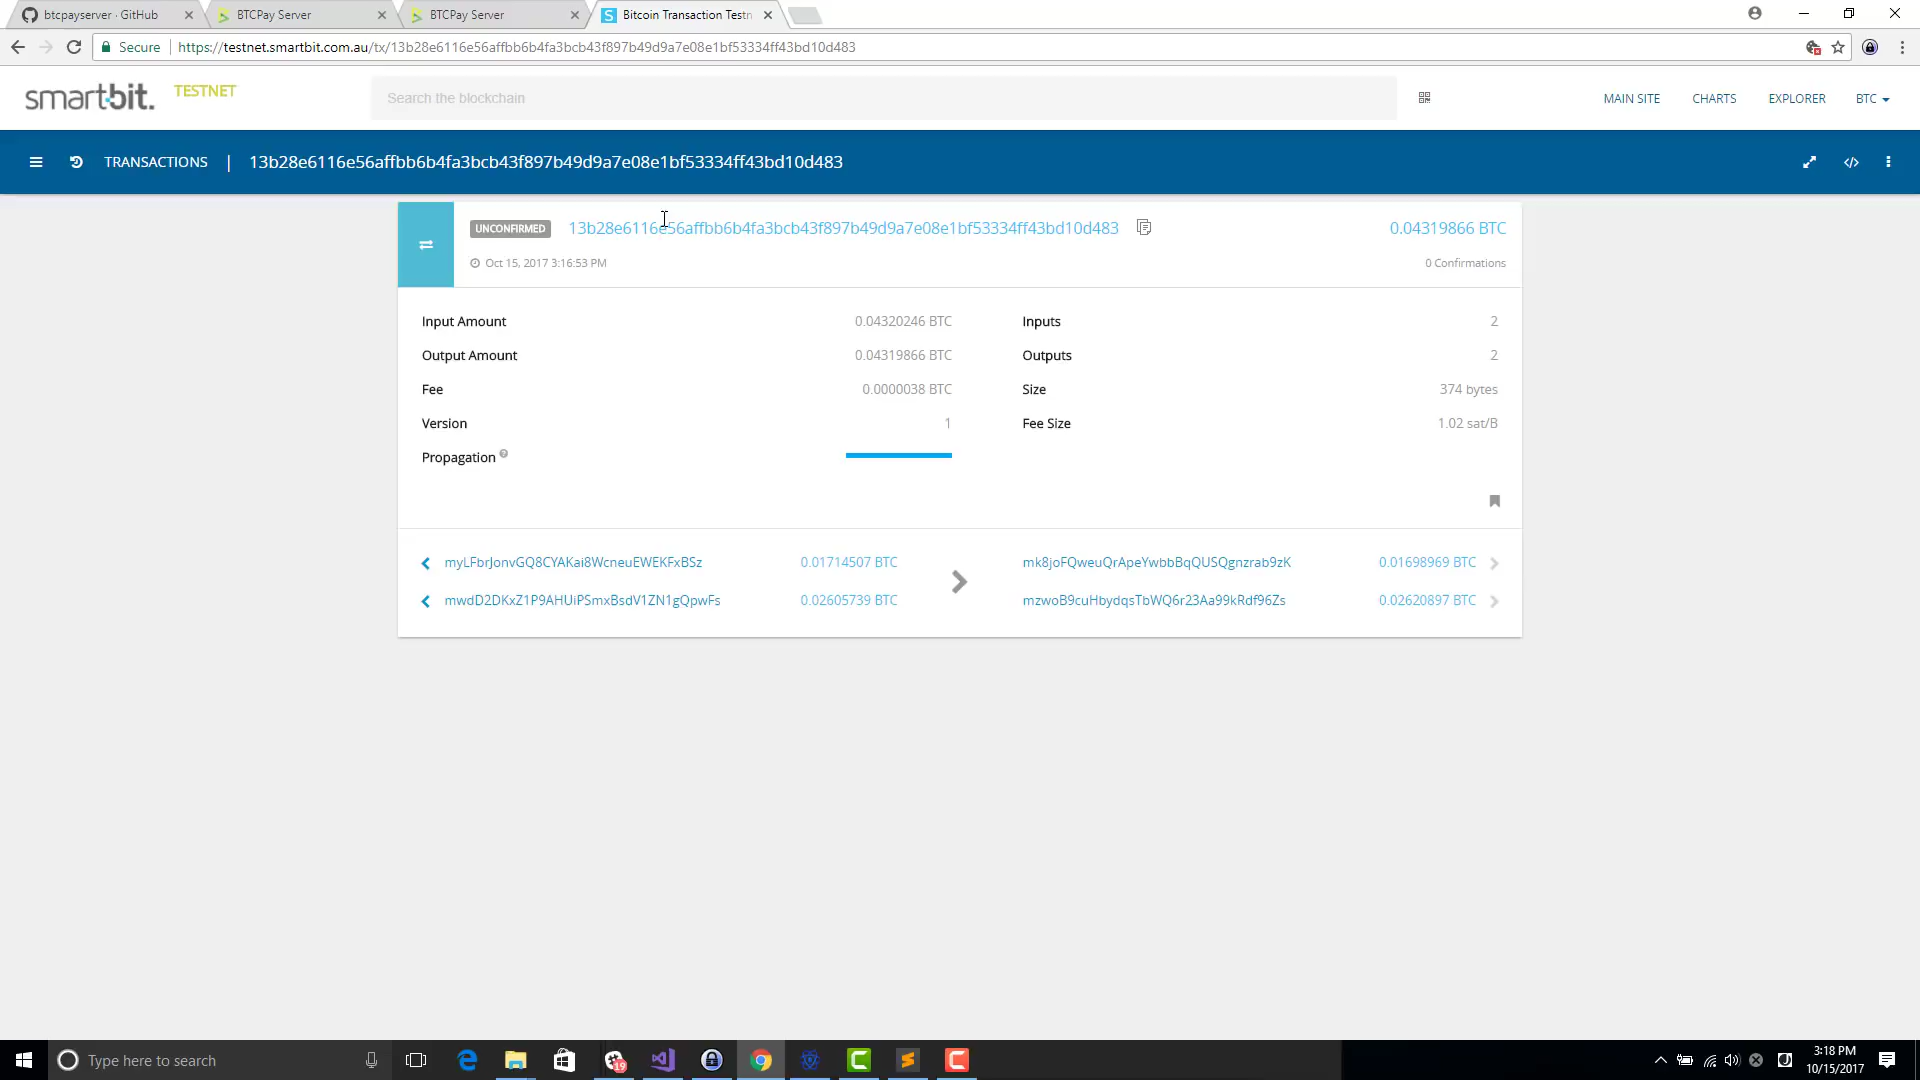 btcpayserver · GitHub
BTCPay Server
BTCPay Server
Bitcoin Transaction Testn
Secure
https://testnet.smartbit.com.au/tx/13b28e6116e56affbb6b4fa3bcb43f897b49d9a7e08e1bf53334ff43bd10d483
smartbit.
TESTNET
Search the blockchain
MAIN SITE
CHARTS
EXPLORER
BTC
TRANSACTIONS | 13b28e6116e56affbb6b4fa3bcb43f897b49d9a7e08e1bf53334ff43bd10d483
UNCONFIRMED 13b28e6116e56affbb6b4fa3bcb43f897b49d9a7e08e1bf53334ff43bd10d483 0.04319866 BTC
Oct 15, 2017 3:16:53 PM 0 Confirmations
Input Amount 0.04320246 BTC Inputs 2
Output Amount 0.04319866 BTC Outputs 2
Fee 0.0000038 BTC Size 374 bytes
Version 1 Fee Size 1.02 sat/B
Propagation
myLFbrJonvGQ8CYAKai8WcneuEWEKFxBSz 0.01714507 BTC mk8joFQweuQrApeYwbbBqQUSQgnzrab9zK 0.01698969 BTC
mwdD2DKxZ1P9AHUiPSmxBsdV1ZN1gQpwFs 0.02605739 BTC mzwoB9cuHbydqsTbWQ6r23Aa99kRdf96Zs 0.02620897 BTC
Type here to search
19
3:18 PM
10/15/2017